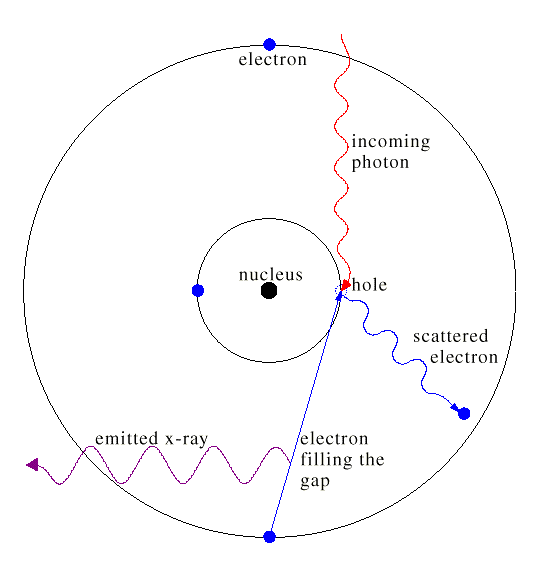 electron
incoming
photon
nucleus
hole
scattered
electron
emitted x-ray
electron
filling the
gap